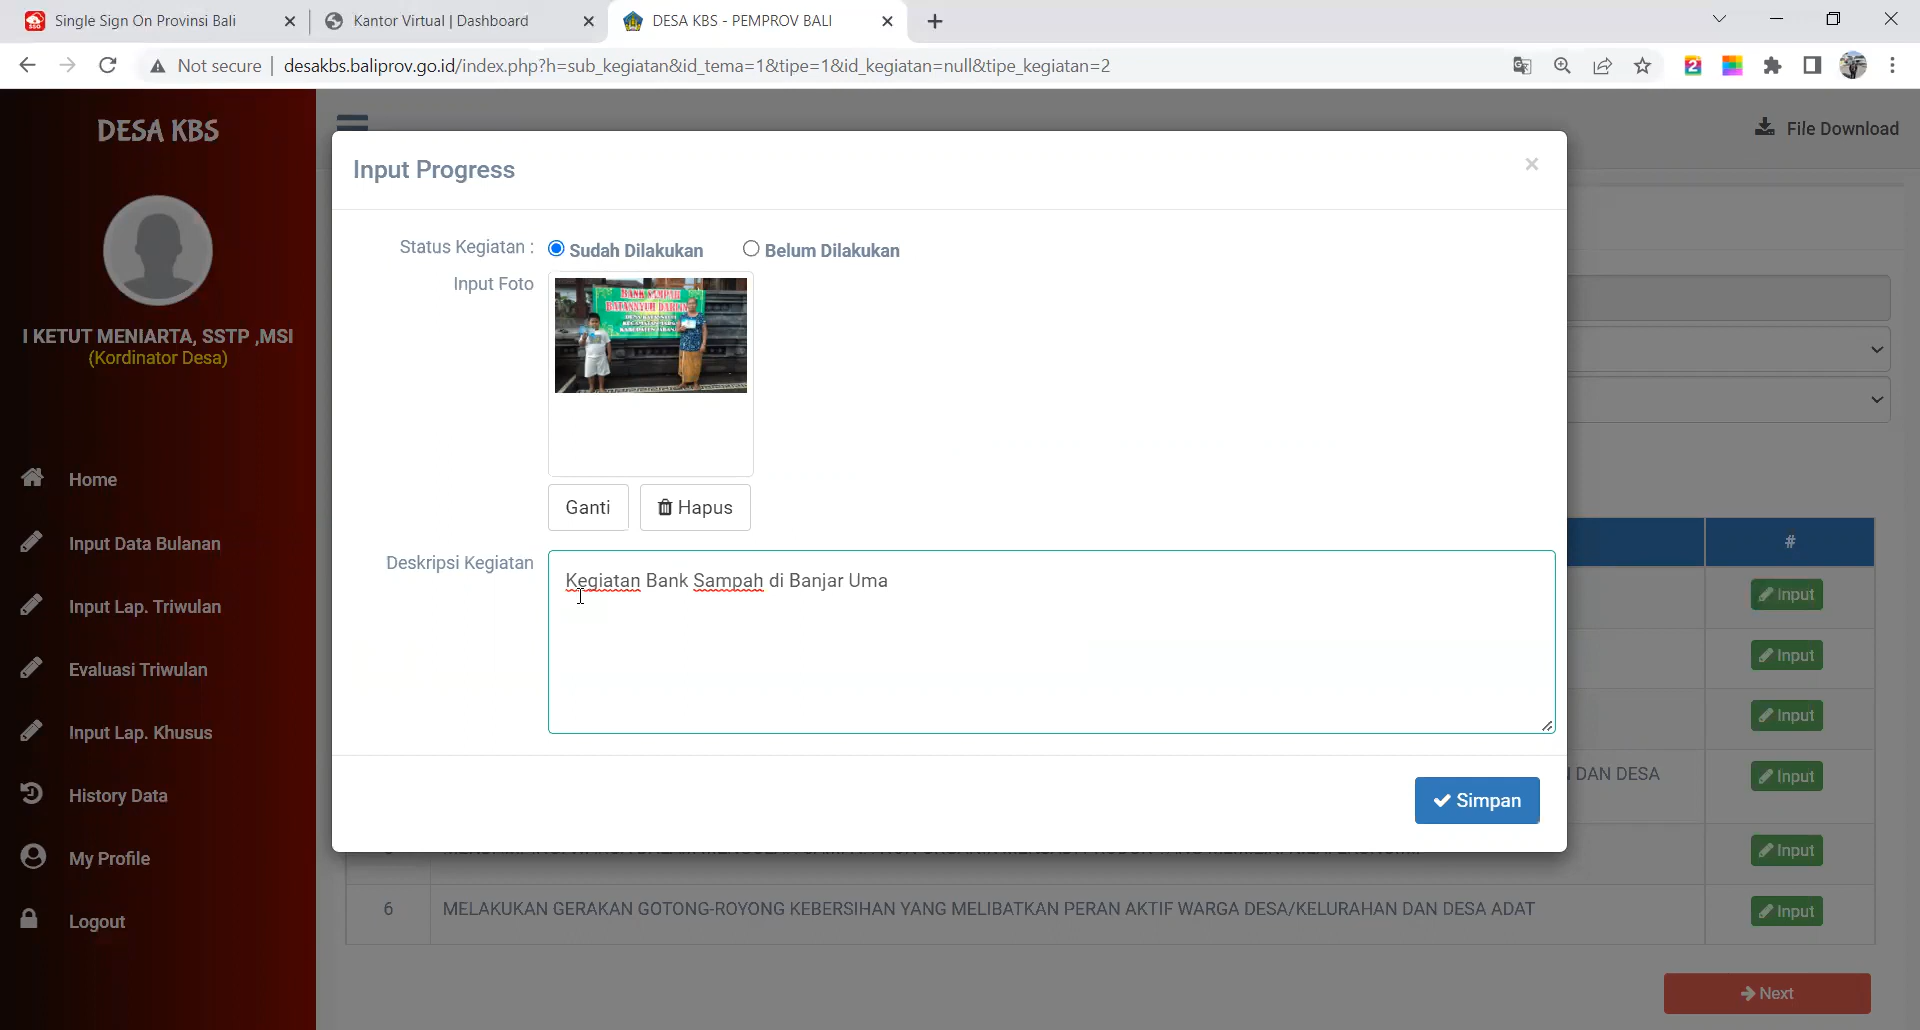 Single Sign On Provinsi Bali
Kantor Virtual | Dashboard
DESA KBS - PEMPROV BALI
Not secure
desakbs.baliprov.go.id/index.php?h=sub_kegiatan&id_tema=1&tipe=1&id_kegiatan=null&tipe_kegiatan=2
DESA KBS
I KETUT MENIARTA, SSTP ,MSI
(Kordinator Desa)
Home
Input Data Bulanan
Input Lap. Triwulan
Evaluasi Triwulan
Input Lap. Khusus
History Data
My Profile
Logout
File Download
Input Progress
×
Status Kegiatan :
Sudah Dilakukan
Belum Dilakukan
Input Foto
BANK SAMPAH
Ganti
Hapus
Deskripsi Kegiatan
Kegiatan Bank Sampah di Banjar Uma
Simpan
#
Input
Input
Input
DAN DESA
Input
Input
6
MELAKUKAN GERAKAN GOTONG-ROYONG KEBERSIHAN YANG MELIBATKAN PERAN AKTIF WARGA DESA/KELURAHAN DAN DESA ADAT
Input
Next